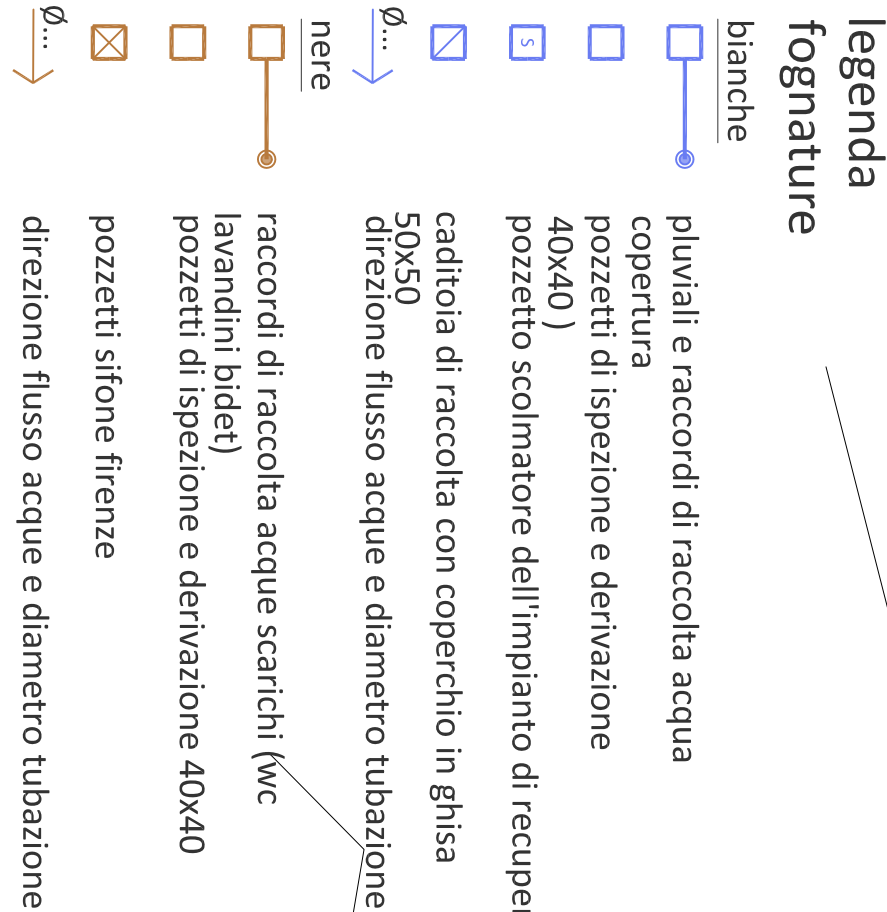 legenda
fognature
bianche
pluviali e raccordi di raccolta acqua
copertura
pozzetti di ispezione e derivazione
40x40 )
s
pozzetto scolmatore dell'impianto di
caditoia di raccolta con coperchio in ghisa
50x50
Ø...
direzione flusso acque e diametro tubazione
nere
raccordi di raccolta acque scarichi (wc
lavandini bidet)
pozzetti di ispezione e derivazione 40x40
pozzetti sifone firenze
Ø...
direzione flusso acque e diametro tubazione